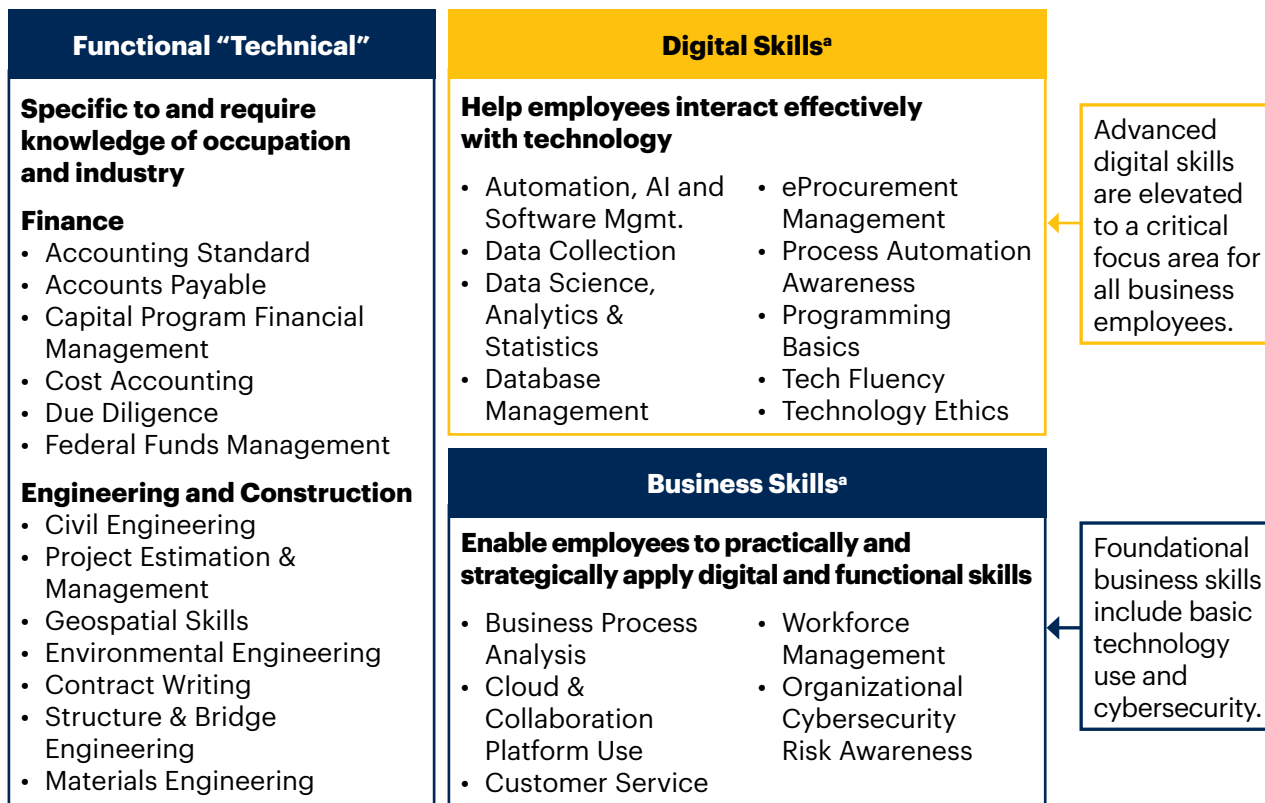 Functional “Technical”
Specific to and require
knowledge of occupation
and industry
Finance
• Accounting Standard
• Accounts Payable
• Capital Program Financial
Management
• Cost Accounting
• Due Diligence
• Federal Funds Management
Engineering and Construction
• Civil Engineering
• Project Estimation &
Management
• Geospatial Skills
• Environmental Engineering
• Contract Writing
• Structure & Bridge
Engineering
• Materials Engineering
Digital Skillsᵃ
Help employees interact effectively
with technology
• Automation, AI and
Software Mgmt.
• Data Collection
• Data Science,
Analytics &
Statistics
• Database
Management
• eProcurement
Management
• Process Automation
Awareness
• Programming
Basics
• Tech Fluency
• Technology Ethics
Advanced
digital skills
are elevated
to a critical
focus area for
all business
employees.
Business Skillsᵃ
Enable employees to practically and
strategically apply digital and functional skills
• Business Process
Analysis
• Cloud &
Collaboration
Platform Use
• Customer Service
• Workforce
Management
• Organizational
Cybersecurity
Risk Awareness
Foundational
business skills
include basic
technology
use and
cybersecurity.